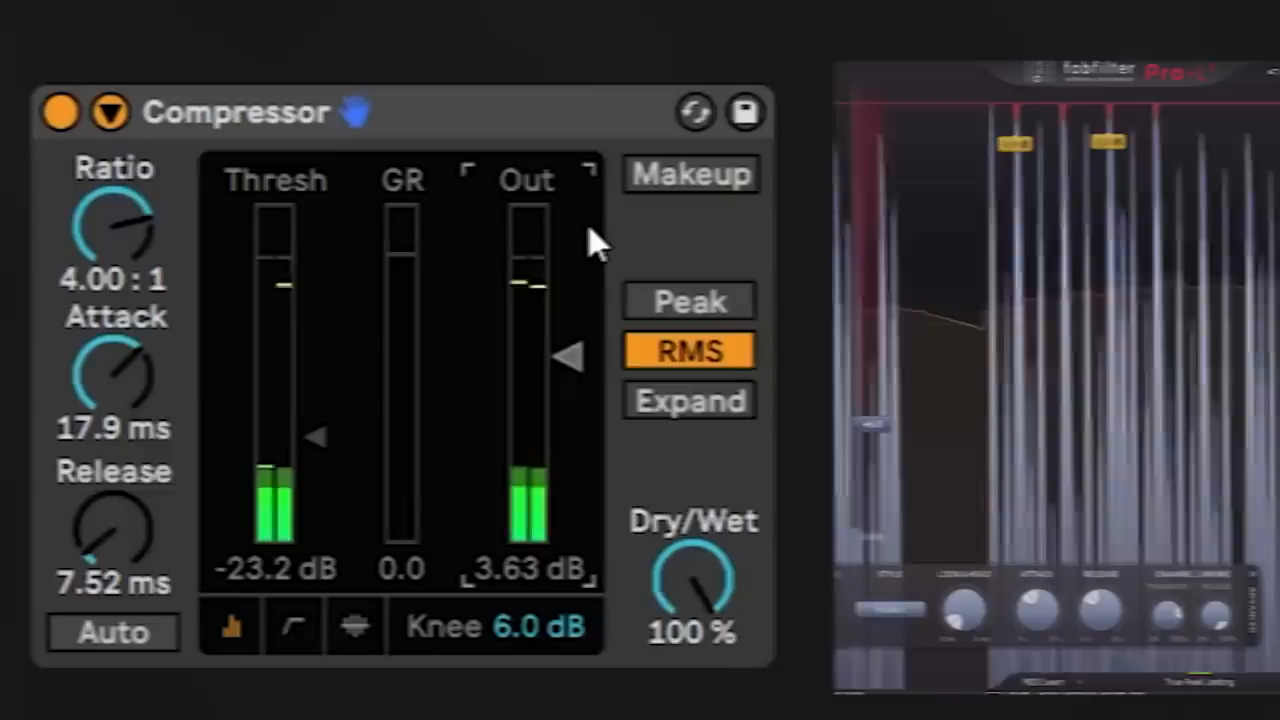 Compressor
Ratio
4.00 : 1
Attack
17.9 ms
Release
7.52 ms
Auto
Thresh GR Out
-23.2 dB 0.0 3.63 dB
Knee 6.0 dB
Makeup
Peak
RMS
Expand
Dry/Wet
100 %
fabfilter Pro-L